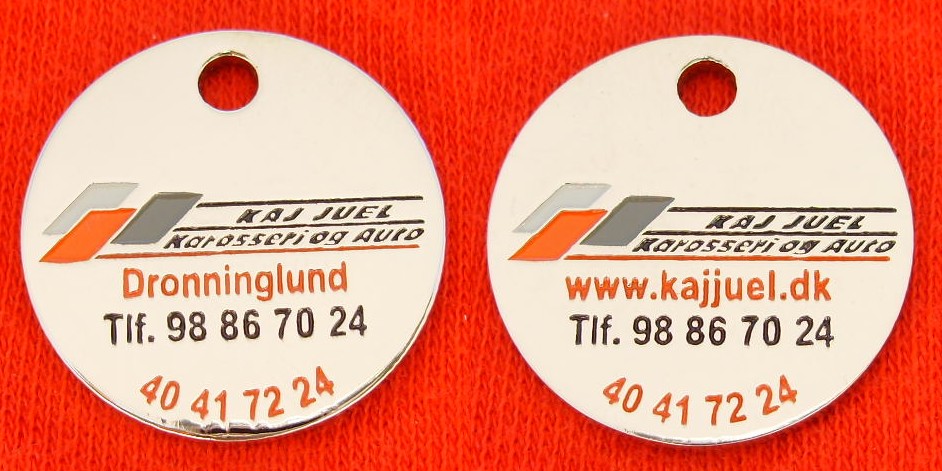 KAJ JUEL
Karosseri og Auto
Dronninglund
Tlf. 98 86 70 24
40 41 72 24
KAJ JUEL
Karosseri og Auto
www.kajjuel.dk
Tlf. 98 86 70 24
40 41 72 24